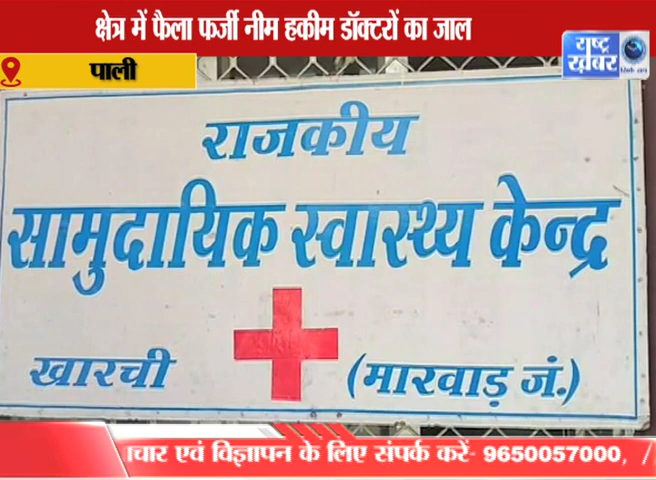 क्षेत्र में फैला फर्जी नीम हकीम डॉक्टरों का जाल
राष्ट्र
ख़बर
पाली
राजकीय
सामुदायिक स्वास्थ्य केन्द्र
खारची (मारवाड़ जं.)
चार एवं विज्ञापन के लिए संपर्क करें- 9650057000, /